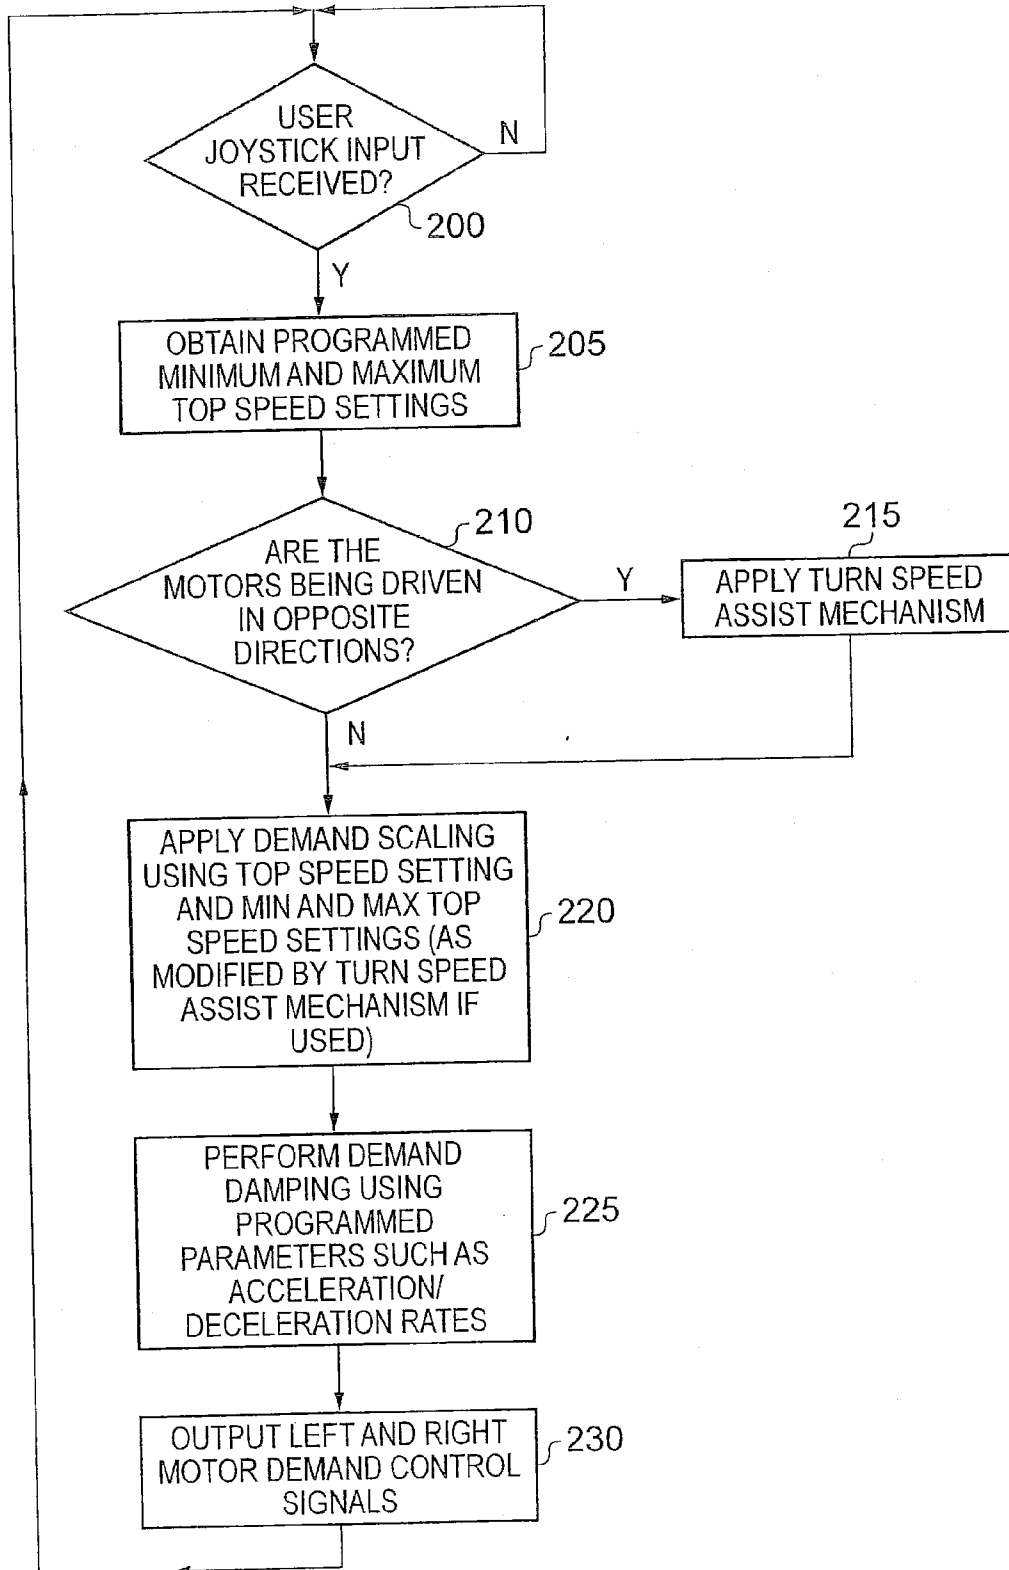 USER
JOYSTICK INPUT
RECEIVED?
N
200
Y
OBTAIN PROGRAMMED
MINIMUM AND MAXIMUM
TOP SPEED SETTINGS
205
210
ARE THE
MOTORS BEING DRIVEN
IN OPPOSITE
DIRECTIONS?
Y
215
APPLY TURN SPEED
ASSIST MECHANISM
N
APPLY DEMAND SCALING
USING TOP SPEED SETTING
AND MIN AND MAX TOP
SPEED SETTINGS (AS
MODIFIED BY TURN SPEED
ASSIST MECHANISM IF
USED)
220
PERFORM DEMAND
DAMPING USING
PROGRAMMED
PARAMETERS SUCH AS
ACCELERATION/
DECELERATION RATES
225
OUTPUT LEFT AND RIGHT
MOTOR DEMAND CONTROL
SIGNALS
230